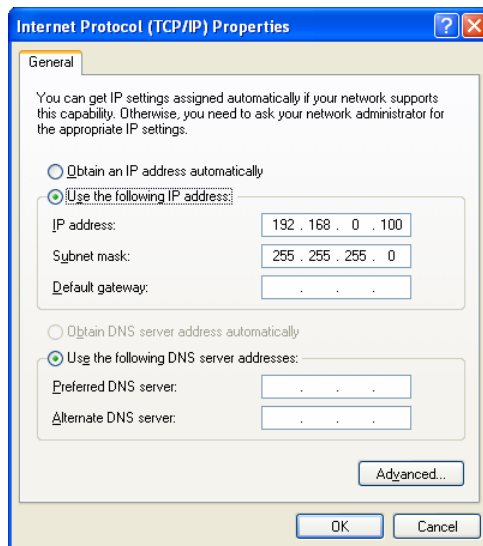 Internet Protocol (TCP/IP) Properties
General
You can get IP settings assigned automatically if your network supports
this capability. Otherwise, you need to ask your network administrator for
the appropriate IP settings.
Obtain an IP address automatically
Use the following IP address:
IP address: 192 . 168 . 0 . 100
Subnet mask: 255 . 255 . 255 . 0
Default gateway: . . .
Obtain DNS server address automatically
Use the following DNS server addresses:
Preferred DNS server: . . .
Alternate DNS server: . . .
Advanced...
OK Cancel